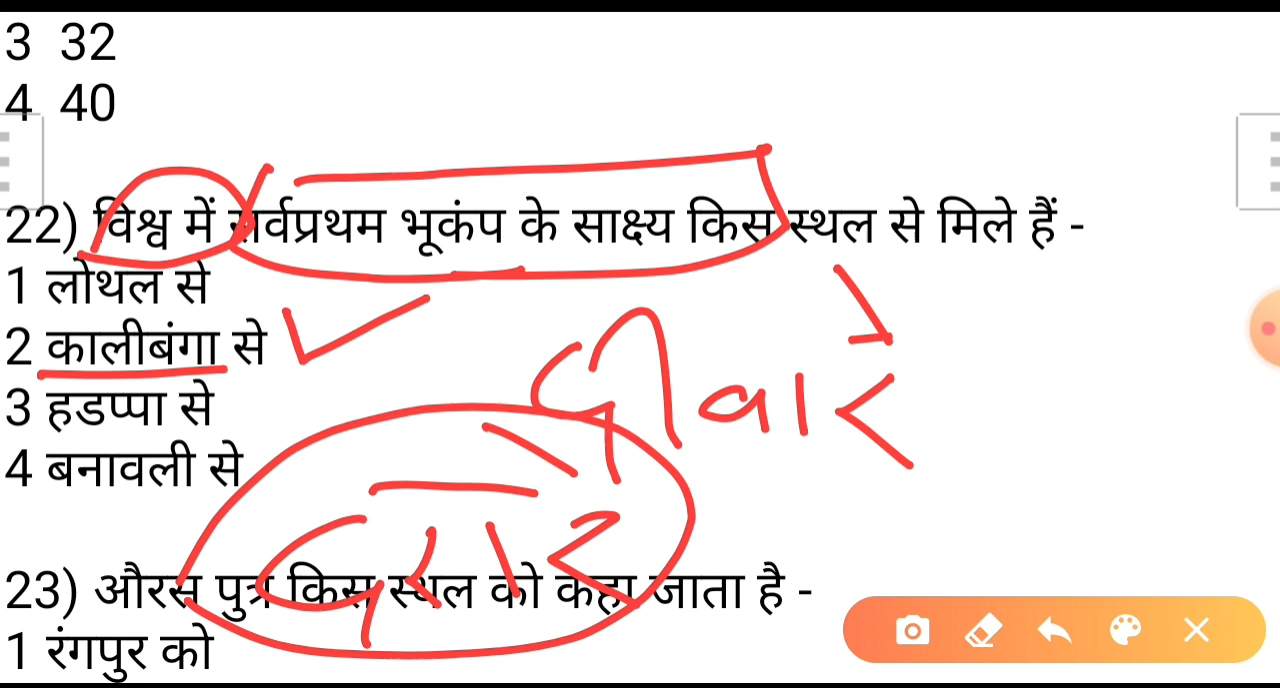 3 32
4 40
22) विश्व में सर्वप्रथम भूकंप के साक्ष्य किस स्थल से मिले हैं -
1 लोथल से
2 कालीबंगा से
3 हडप्पा से
4 बनावली से
दीवारें
दरारें
23) औरस पुत्र किस स्थल को कहा जाता है -
1 रंगपुर को